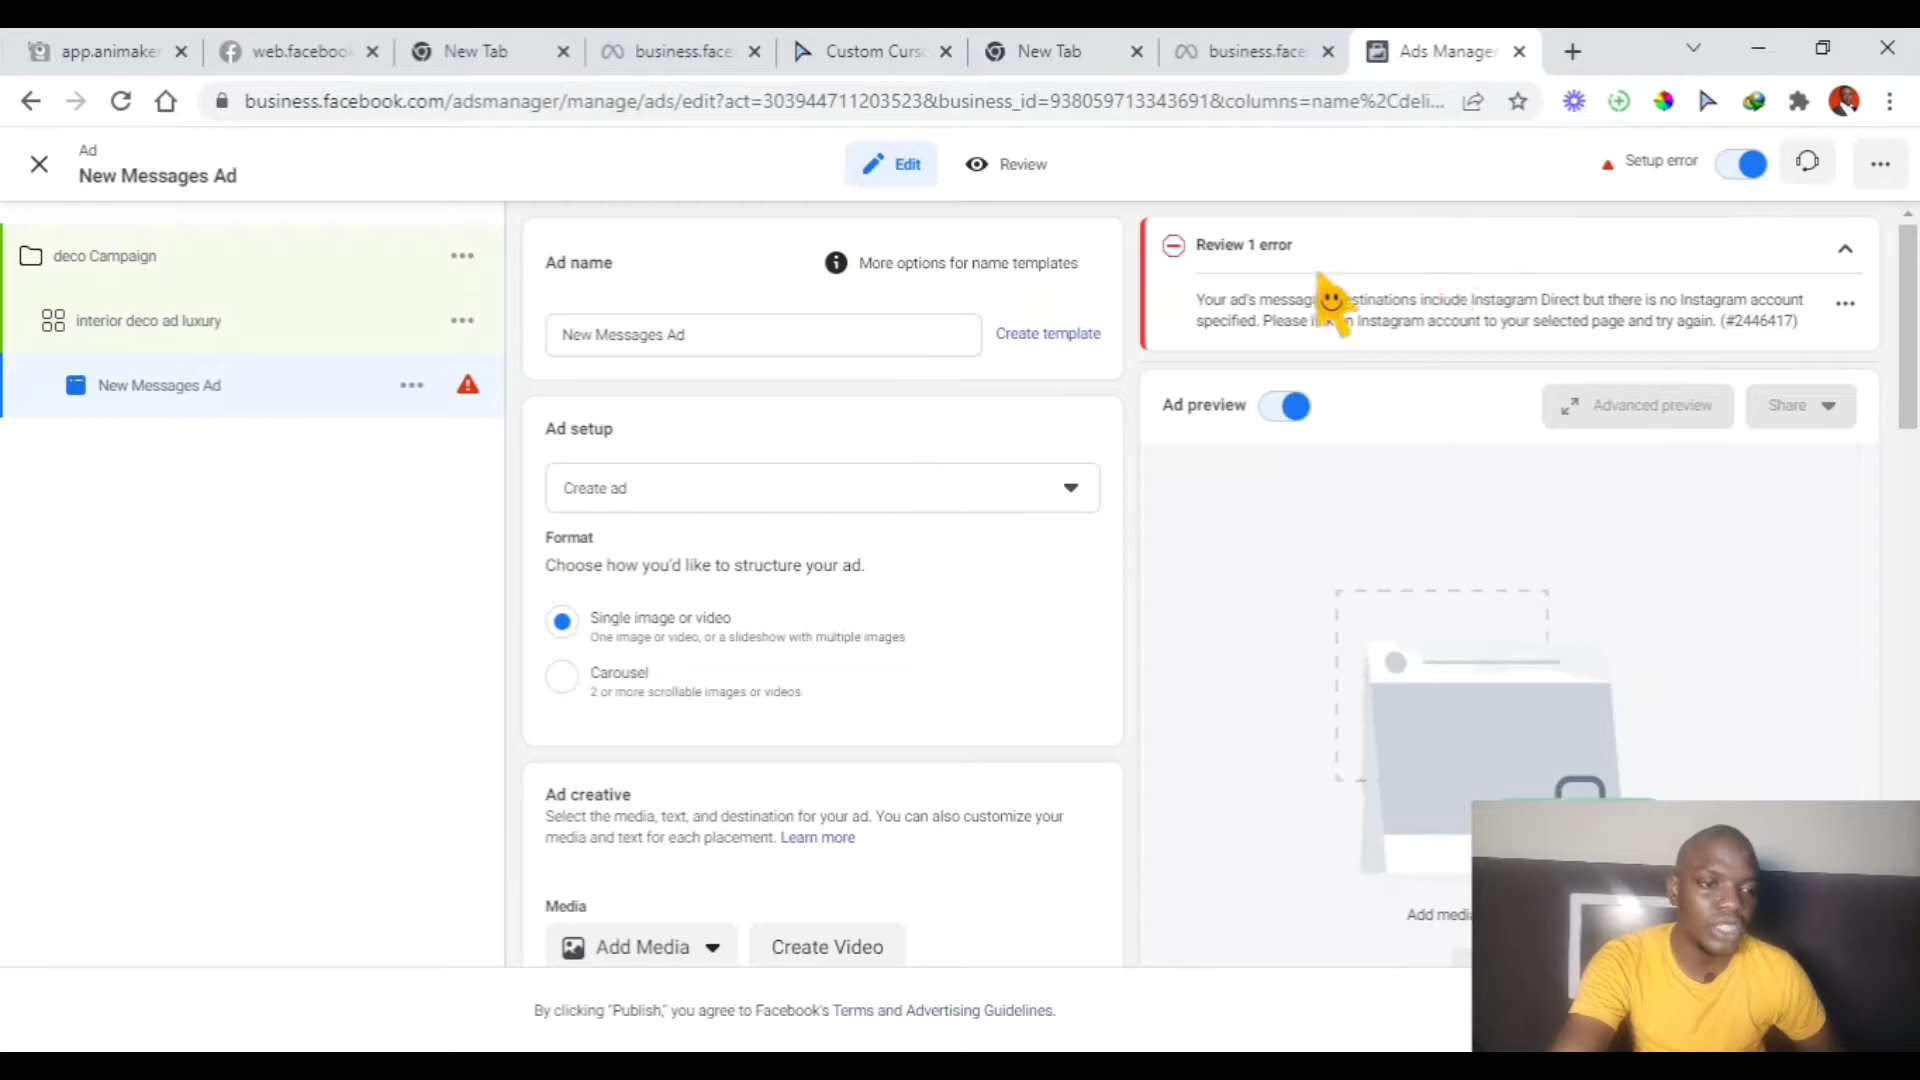 app.animaker
web.facebook
New Tab
business.face
Custom Curs
New Tab
business.face
Ads Manager
business.facebook.com/adsmanager/manage/ads/edit?act=303944711203523&business_id=938059713343691&columns=name%2Cdeli...
Ad
New Messages Ad
Edit
Review
Setup error
deco Campaign
interior deco ad luxury
New Messages Ad
Ad name
More options for name templates
New Messages Ad
Create template
Ad setup
Create ad
Format
Choose how you'd like to structure your ad.
Single image or video
One image or video, or a slideshow with multiple images
Carousel
2 or more scrollable images or videos
Ad creative
Select the media, text, and destination for your ad. You can also customize your
media and text for each placement. Learn more
Media
Add Media
Create Video
Review 1 error
Your ad's messag estinations include Instagram Direct but there is no Instagram account
specified. Please n Instagram account to your selected page and try again. (#2446417)
Ad preview
Advanced preview
Share
Add media
By clicking "Publish," you agree to Facebook's Terms and Advertising Guidelines.